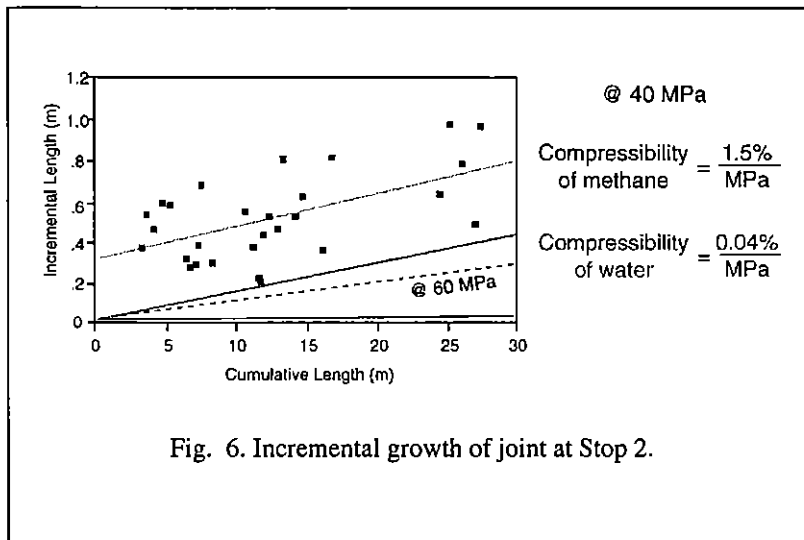 1.2
1.0
.8
.6
.4
.2
0
Incremental Length (m)
0 5 10 15 20 25 30
Cumulative Length (m)
@ 60 MPa
@ 40 MPa
Compressibility of methane = 1.5% / MPa
Compressibility of water = 0.04% / MPa
Fig. 6. Incremental growth of joint at Stop 2.